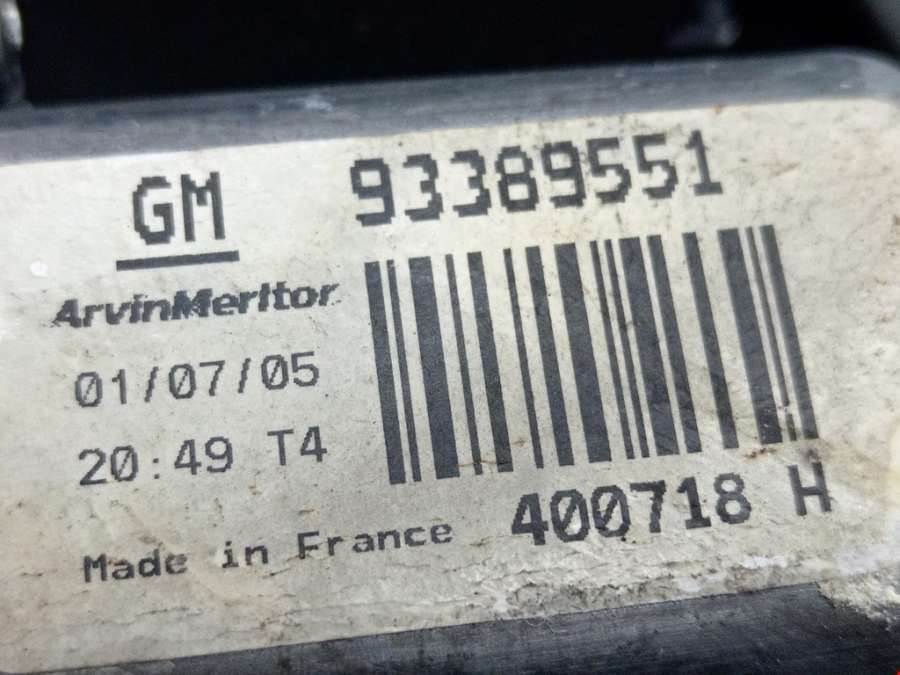 GM 93389551
ArvinMeritor
01/07/05
20:49 T4
400718 H
Made in France